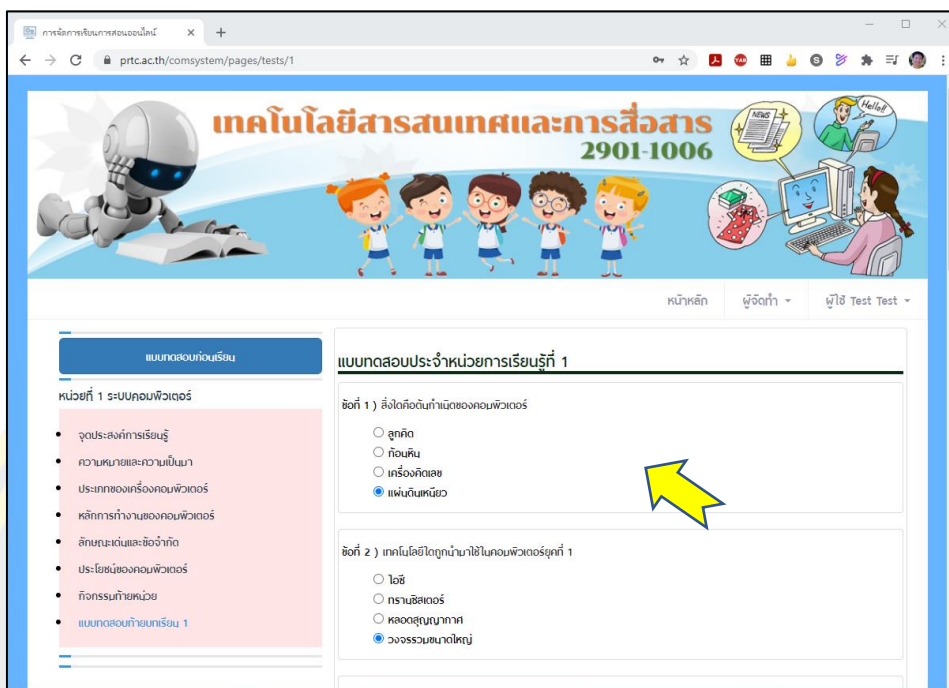 การจัดการเรียนการสอนออนไลน์
prtc.ac.th/comsystem/pages/tests/1
เทคโนโลยีสารสนเทศและการสื่อสาร
2901-1006
NEWS
Hello!
หน้าหลัก
ผู้จัดทำ
ผู้ใช้ Test Test
แบบทดสอบก่อนเรียน
หน่วยที่ 1 ระบบคอมพิวเตอร์
จุดประสงค์การเรียนรู้
ความหมายและความเป็นมา
ประเภทของเครื่องคอมพิวเตอร์
หลักการทำงานของคอมพิวเตอร์
ลักษณะเด่นและข้อจำกัด
ประโยชน์ของคอมพิวเตอร์
กิจกรรมท้ายหน่วย
แบบทดสอบท้ายบทเรียน 1
แบบทดสอบประจำหน่วยการเรียนรู้ที่ 1
ข้อที่ 1 ) สิ่งใดคือต้นกำเนิดของคอมพิวเตอร์
ลูกคิด
ก้อนหิน
เครื่องคิดเลข
แผ่นดินเหนียว
ข้อที่ 2 ) เทคโนโลยีใดถูกนำมาใช้ในคอมพิวเตอร์ยุคที่ 1
ไอซี
ทรานซิสเตอร์
หลอดสุญญากาศ
วงจรรวมขนาดใหญ่